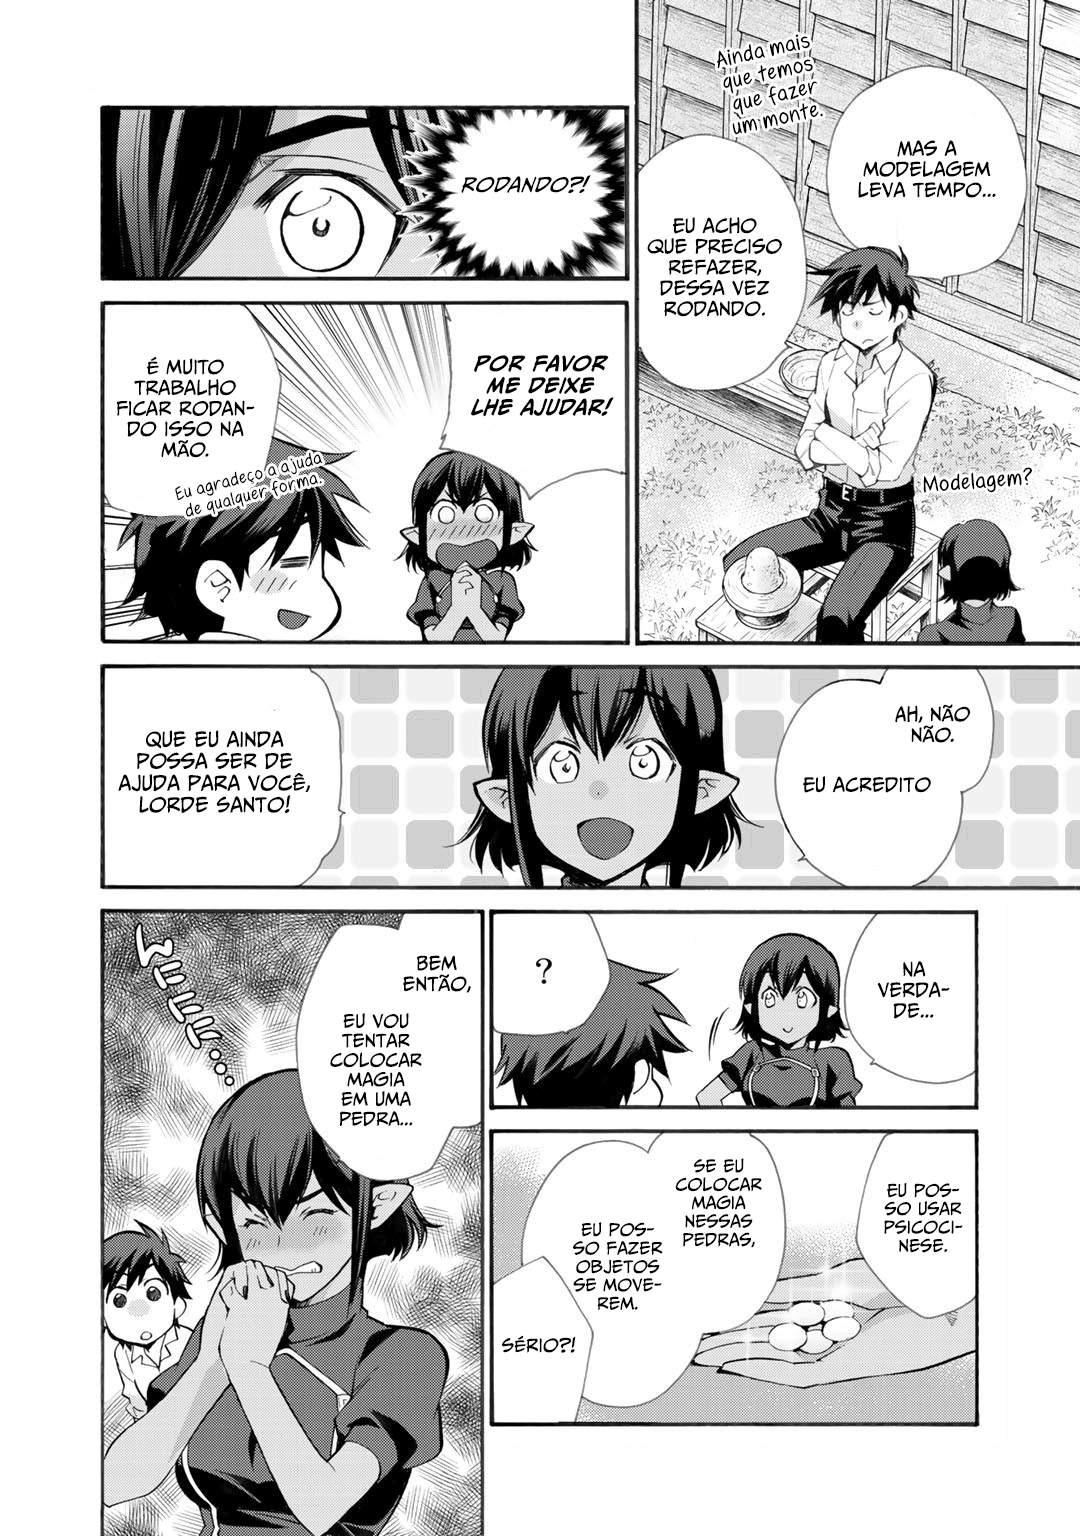 MAS A
MODELAGEM
LEVA TEMPO...
Ainda mais
que temos
que fazer
um monte.
EU ACHO
QUE PRECISO
REFAZER,
DESSA VEZ
RODANDO.
Modelagem?
RODANDO?!
POR FAVOR
ME DEIXE
LHE AJUDAR!
É MUITO
TRABALHO
FICAR RODAN-
DO ISSO NA
MÃO.
Eu agradeço a ajuda
de qualquer forma.
AH, NÃO
NÃO.
EU ACREDITO
QUE EU AINDA
POSSA SER DE
AJUDA PARA VOCÊ,
LORDE SANTO!
NA
VERDA-
DE...
?
EU POS-
SO USAR
PSICOCI-
NESE.
SE EU
COLOCAR
MAGIA
NESSAS
PEDRAS,
EU POS-
SO FAZER
OBJETOS
SE MOVE-
REM.
SÉRIO?!
BEM
ENTÃO,
EU VOU
TENTAR
COLOCAR
MAGIA
EM UMA
PEDRA...
WEFF...